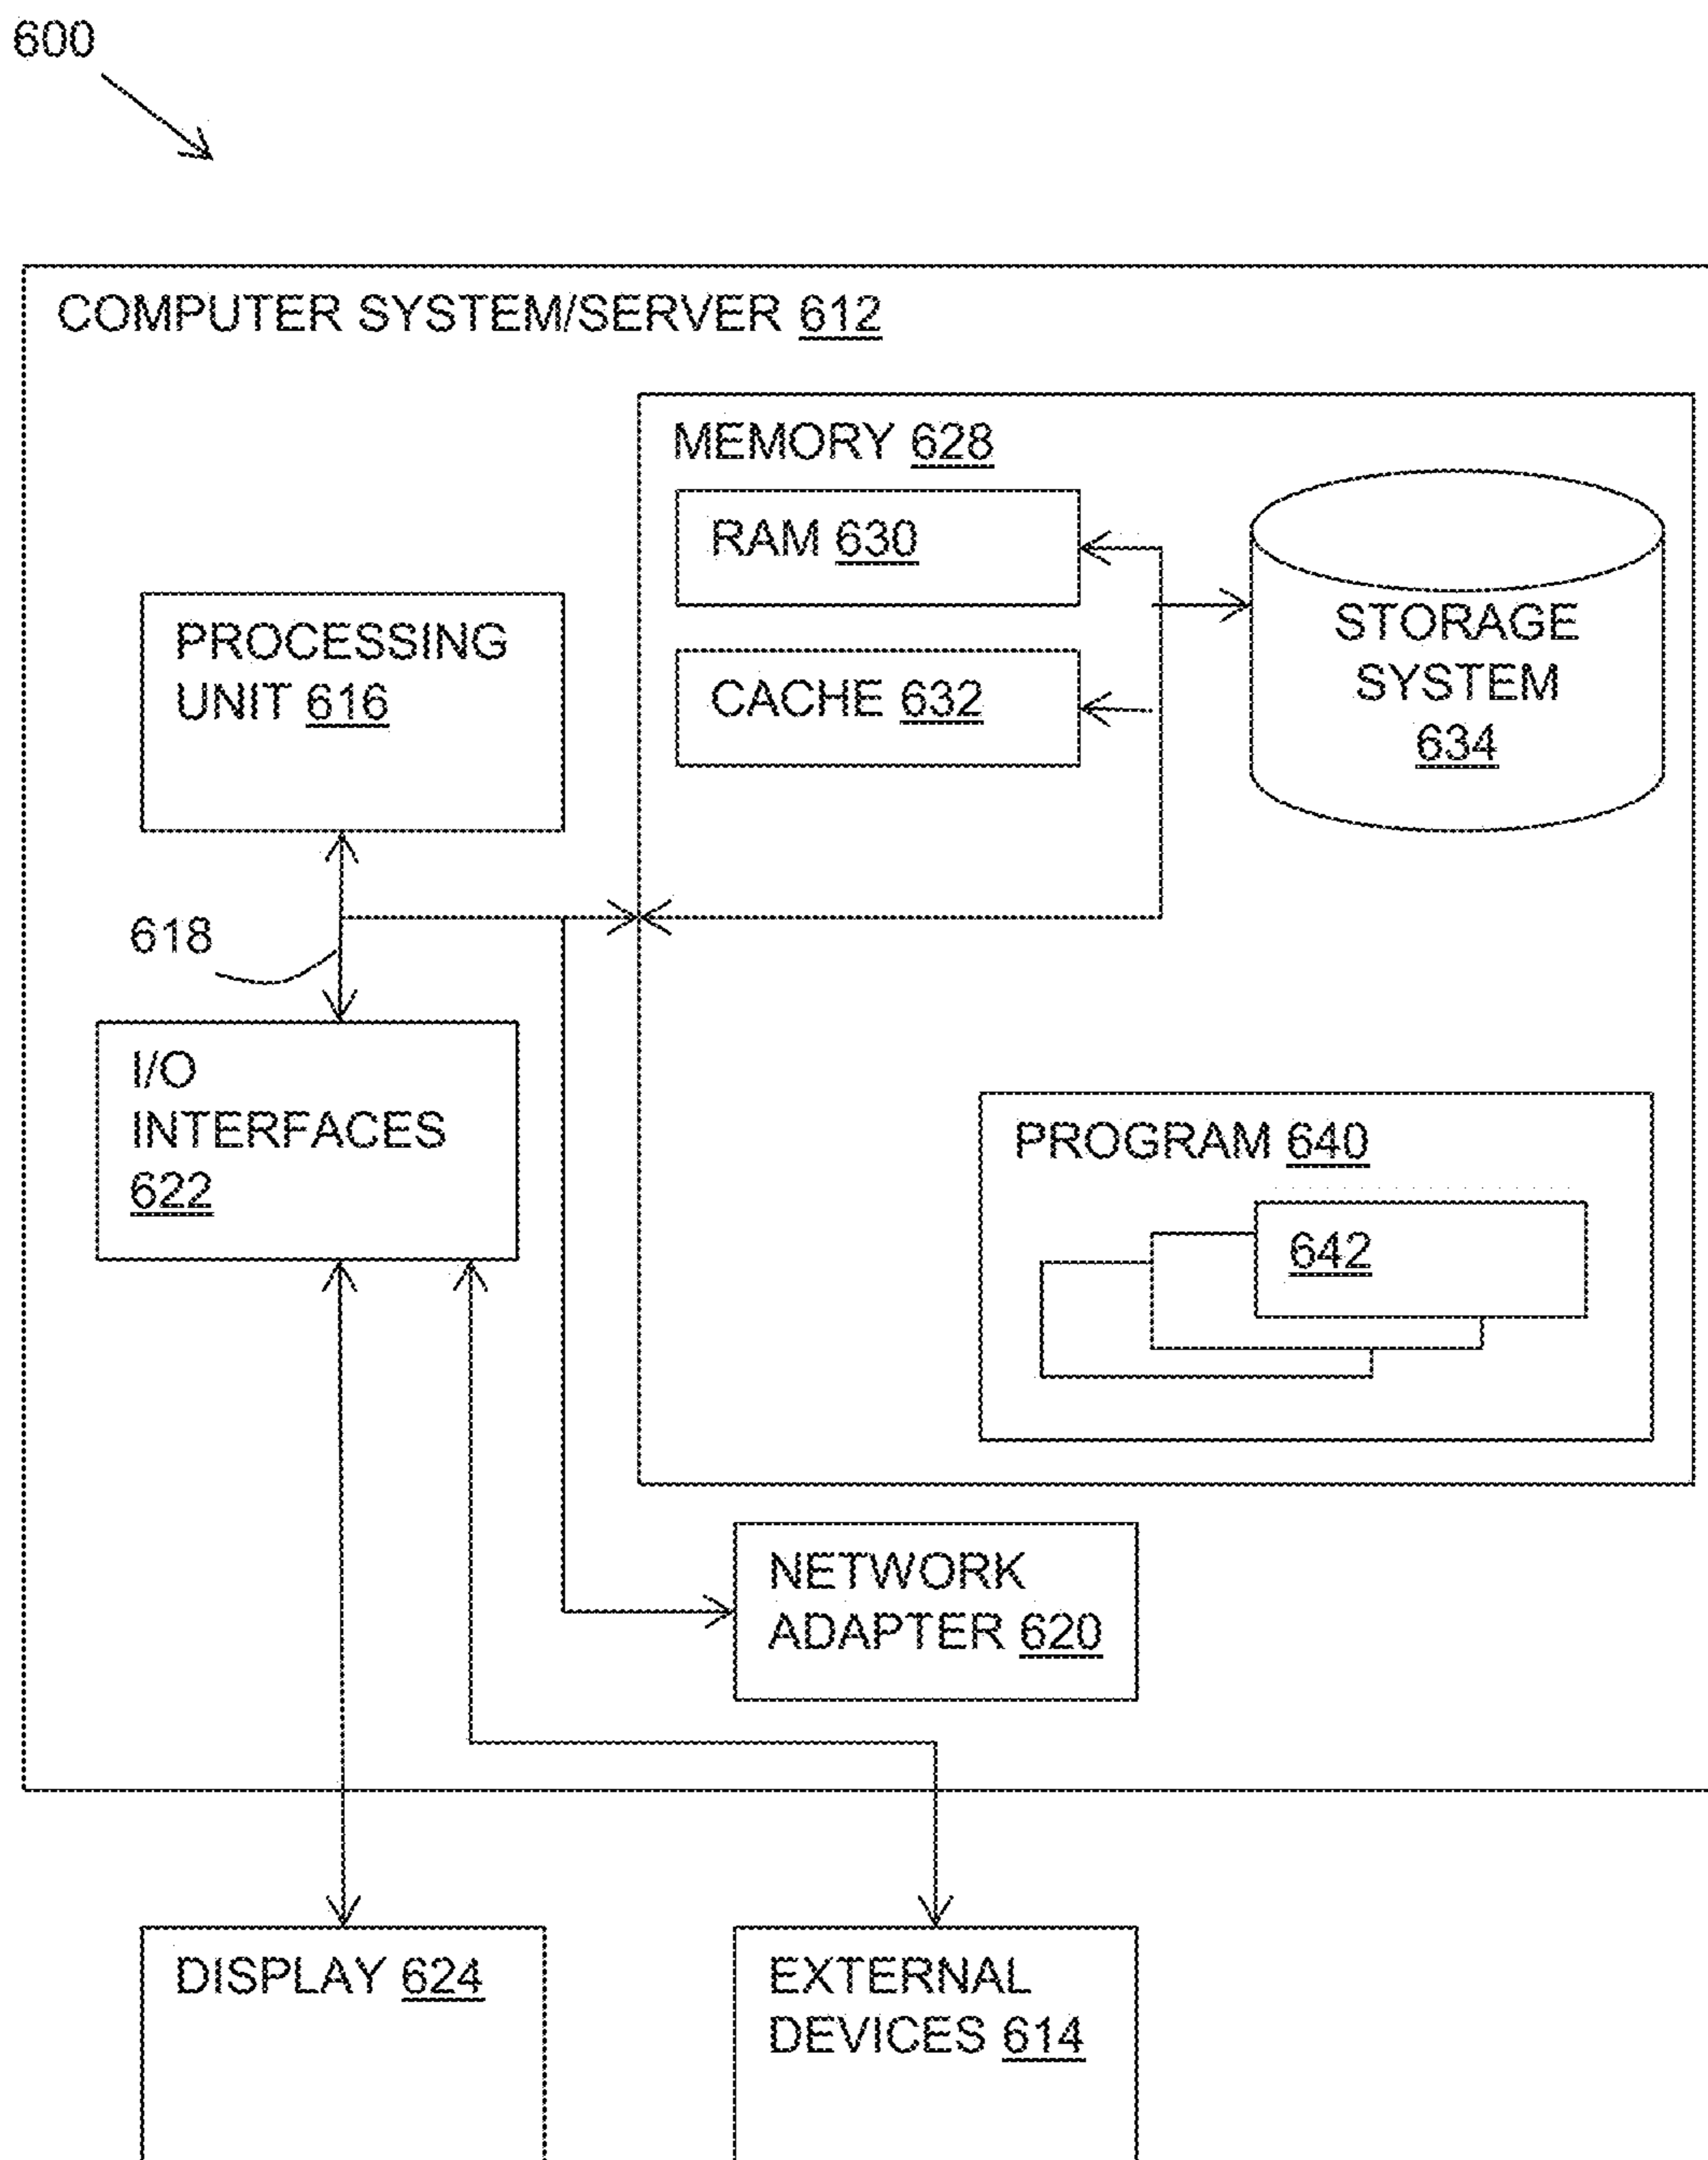 600
COMPUTER SYSTEM/SERVER 612
MEMORY 628
RAM 630
CACHE 632
STORAGE
SYSTEM
634
PROCESSING
UNIT 616
618
I/O
INTERFACES
622
PROGRAM 640
642
NETWORK
ADAPTER 620
DISPLAY 624
EXTERNAL
DEVICES 614